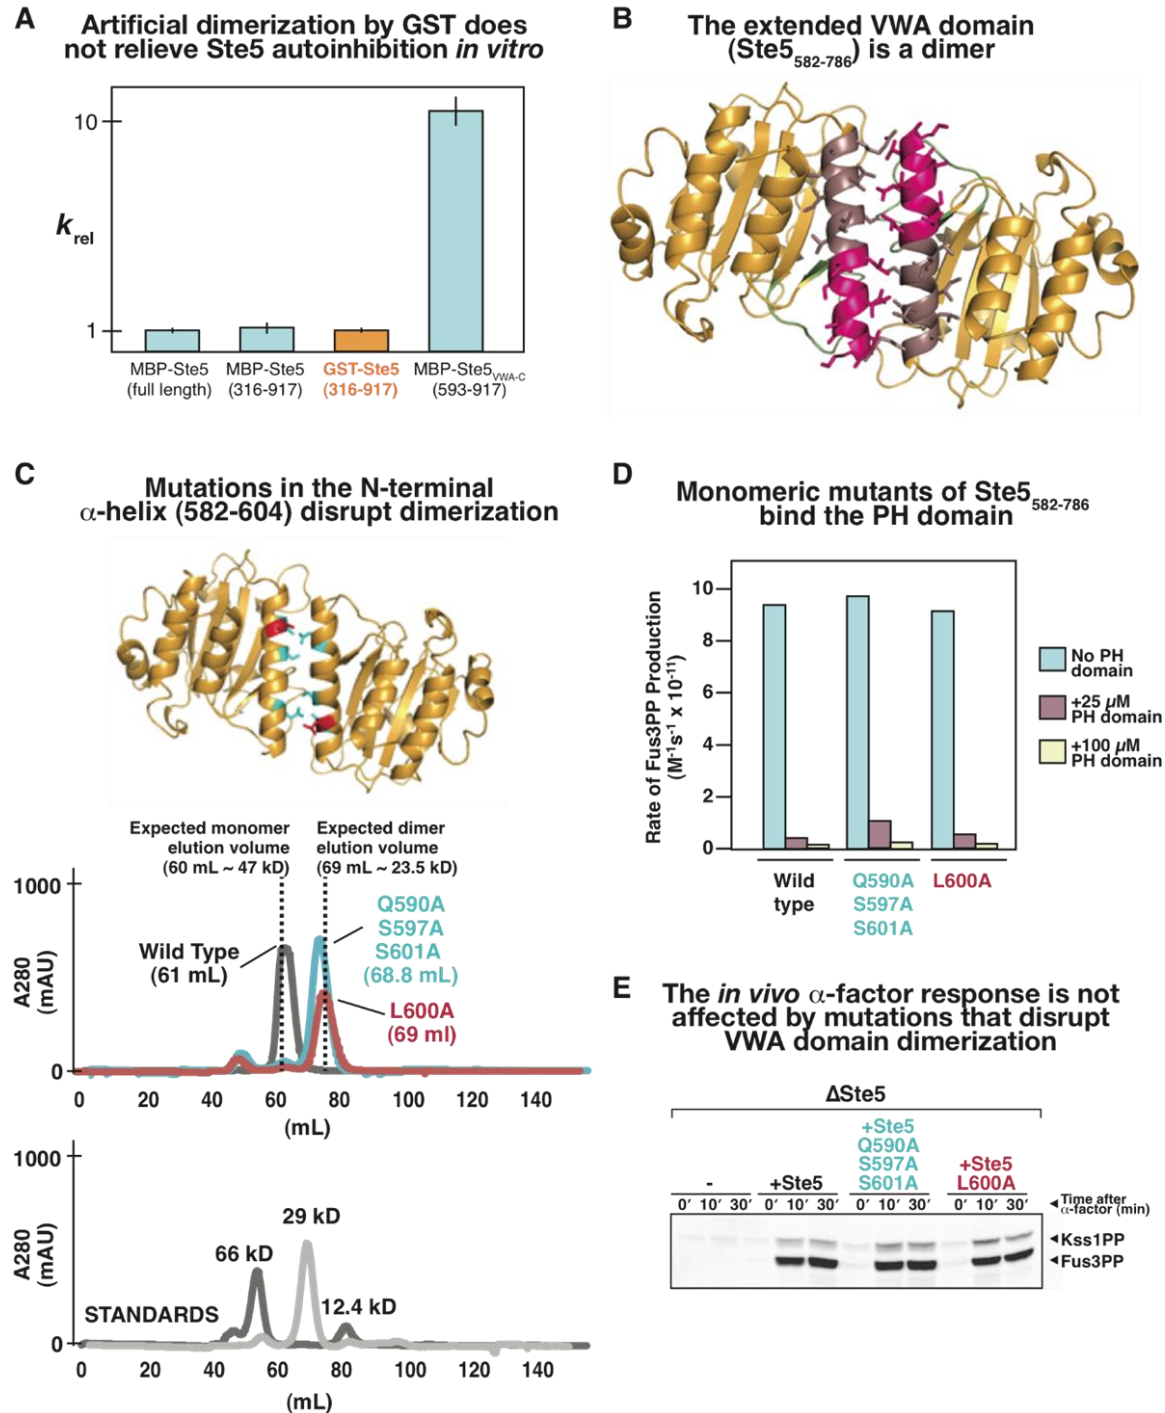 A
Artificial dimerization by GST does
not relieve Ste5 autoinhibition in vitro
10
1
krel
MBP-Ste5
(full length)
MBP-Ste5
(316-917)
GST-Ste5
(316-917)
MBP-Ste5VWA-C
(593-917)
B
The extended VWA domain
(Ste5582-786) is a dimer
C
Mutations in the N-terminal
α-helix (582-604) disrupt dimerization
Expected monomer
elution volume
(60 mL ~ 47 kD)
Expected dimer
elution volume
(69 mL ~ 23.5 kD)
1000
0
A280
(mAU)
Wild Type
(61 mL)
Q590A
S597A
S601A
(68.8 mL)
L600A
(69 ml)
0 20 40 60 80 100 120 140
(mL)
1000
0
A280
(mAU)
STANDARDS
66 kD
29 kD
12.4 kD
0 20 40 60 80 100 120 140
(mL)
D
Monomeric mutants of Ste5582-786
bind the PH domain
Rate of Fus3PP Production
(M-1s-1 x 10-11)
10
8
6
4
2
0
No PH
domain
+25 µM
PH domain
+100 µM
PH domain
Wild
type
Q590A
S597A
S601A
L600A
E
The in vivo α-factor response is not
affected by mutations that disrupt
VWA domain dimerization
ΔSte5
-
+Ste5
+Ste5
Q590A
S597A
S601A
+Ste5
L600A
0′ 10′ 30′ 0′ 10′ 30′ 0′ 10′ 30′ 0′ 10′ 30′
◄Time after
α-factor (min)
◄Kss1PP
◄Fus3PP